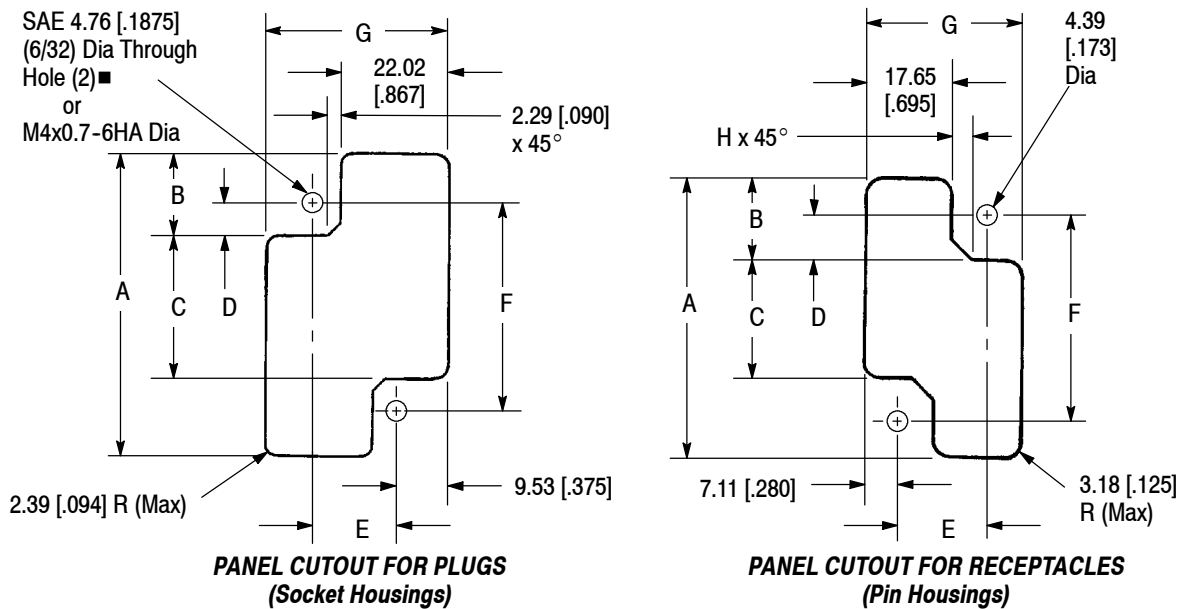 SAE 4.76 [.1875]
(6/32) Dia Through
Hole (2)■
or
M4x0.7-6HA Dia
G
22.02
[.867]
2.29 [.090]
x 45°
B
A
C
D
F
2.39 [.094] R (Max)
9.53 [.375]
E
PANEL CUTOUT FOR PLUGS
(Socket Housings)
G
4.39
[.173]
Dia
17.65
[.695]
H x 45°
B
A
C
D
F
7.11 [.280]
3.18 [.125]
R (Max)
E
PANEL CUTOUT FOR RECEPTACLES
(Pin Housings)